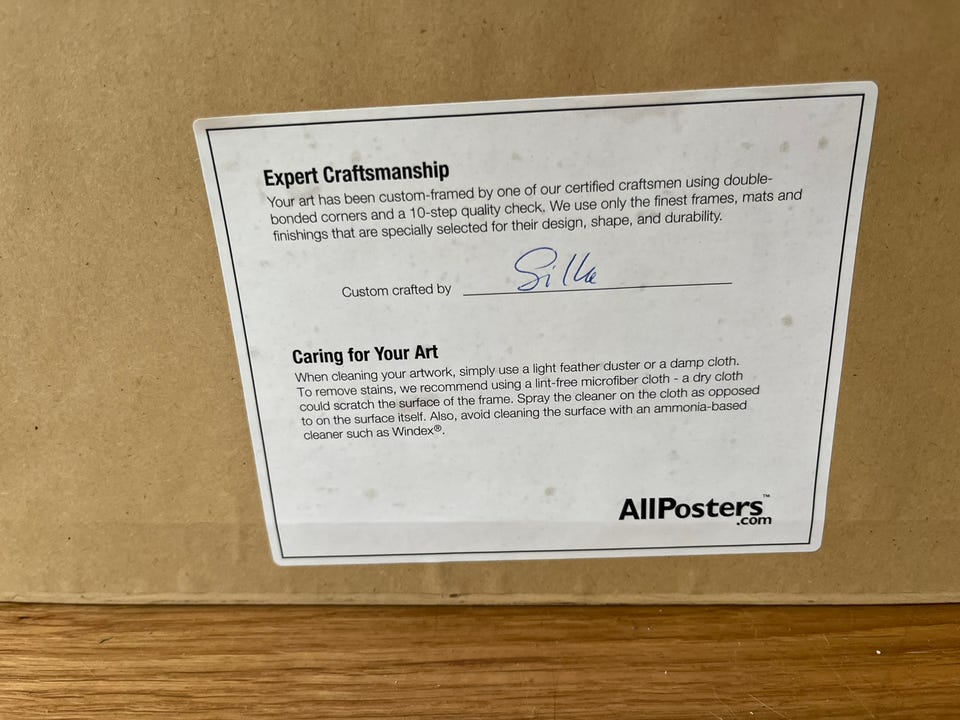 Expert Craftsmanship
Your art has been custom-framed by one of our certified craftsmen using double-
bonded corners and a 10-step quality check. We use only the finest frames, mats and
finishings that are specially selected for their design, shape, and durability.
Custom crafted by Silke
Caring for Your Art
When cleaning your artwork, simply use a light feather duster or a damp cloth.
To remove stains, we recommend using a lint-free microfiber cloth - a dry cloth
could scratch the surface of the frame. Spray the cleaner on the cloth as opposed
to on the surface itself. Also, avoid cleaning the surface with an ammonia-based
cleaner such as Windex®.
AllPosters™
.com